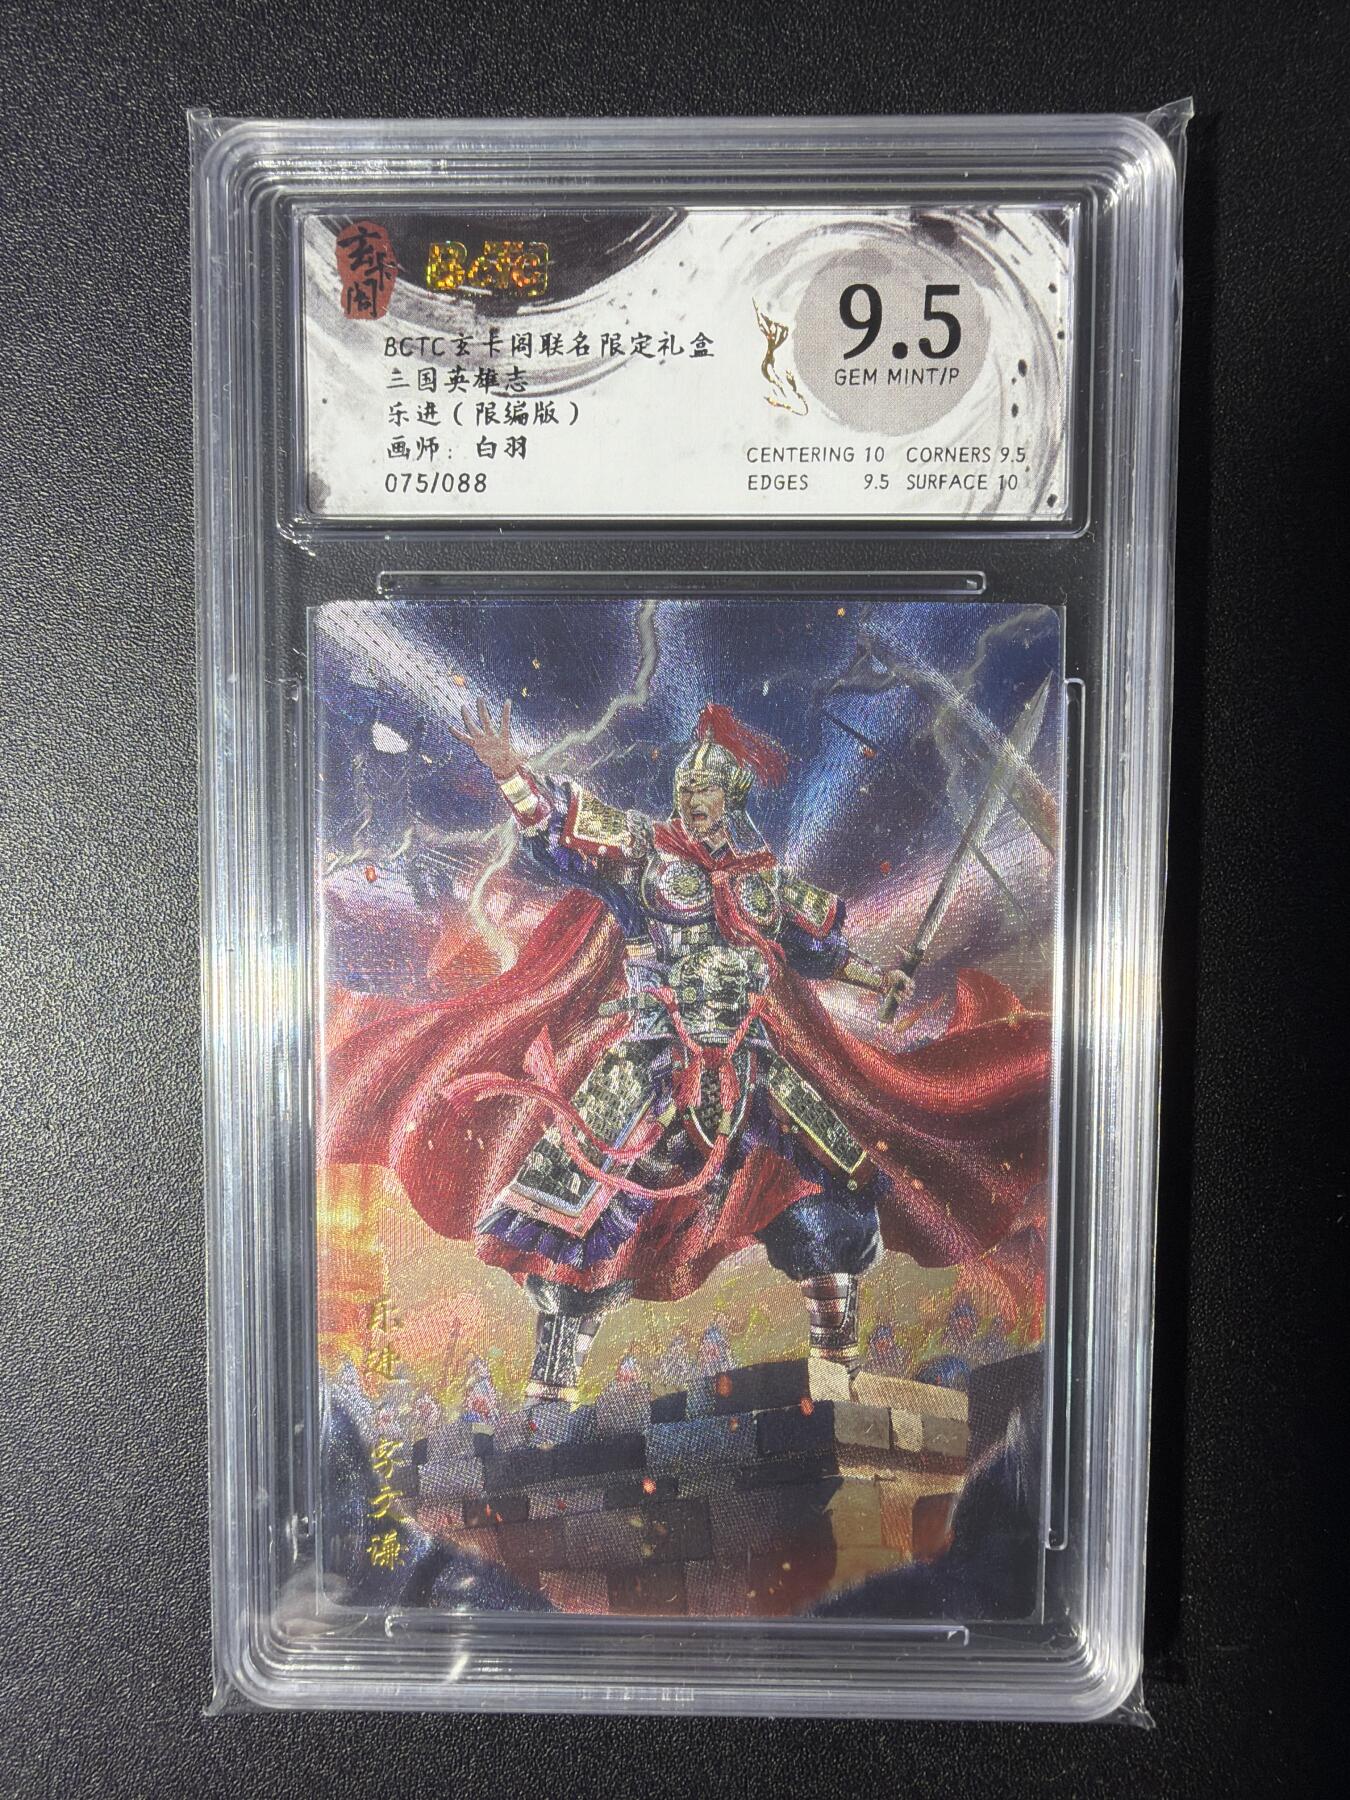 玄卡阁
BCTC
BCTC玄卡阁联名限定礼盒
三国英雄志
乐进（限编版）
画师：白羽
075/088
9.5
GEM MINT/P
CENTERING 10 CORNERS 9.5
EDGES 9.5 SURFACE 10
乐进 字文谦